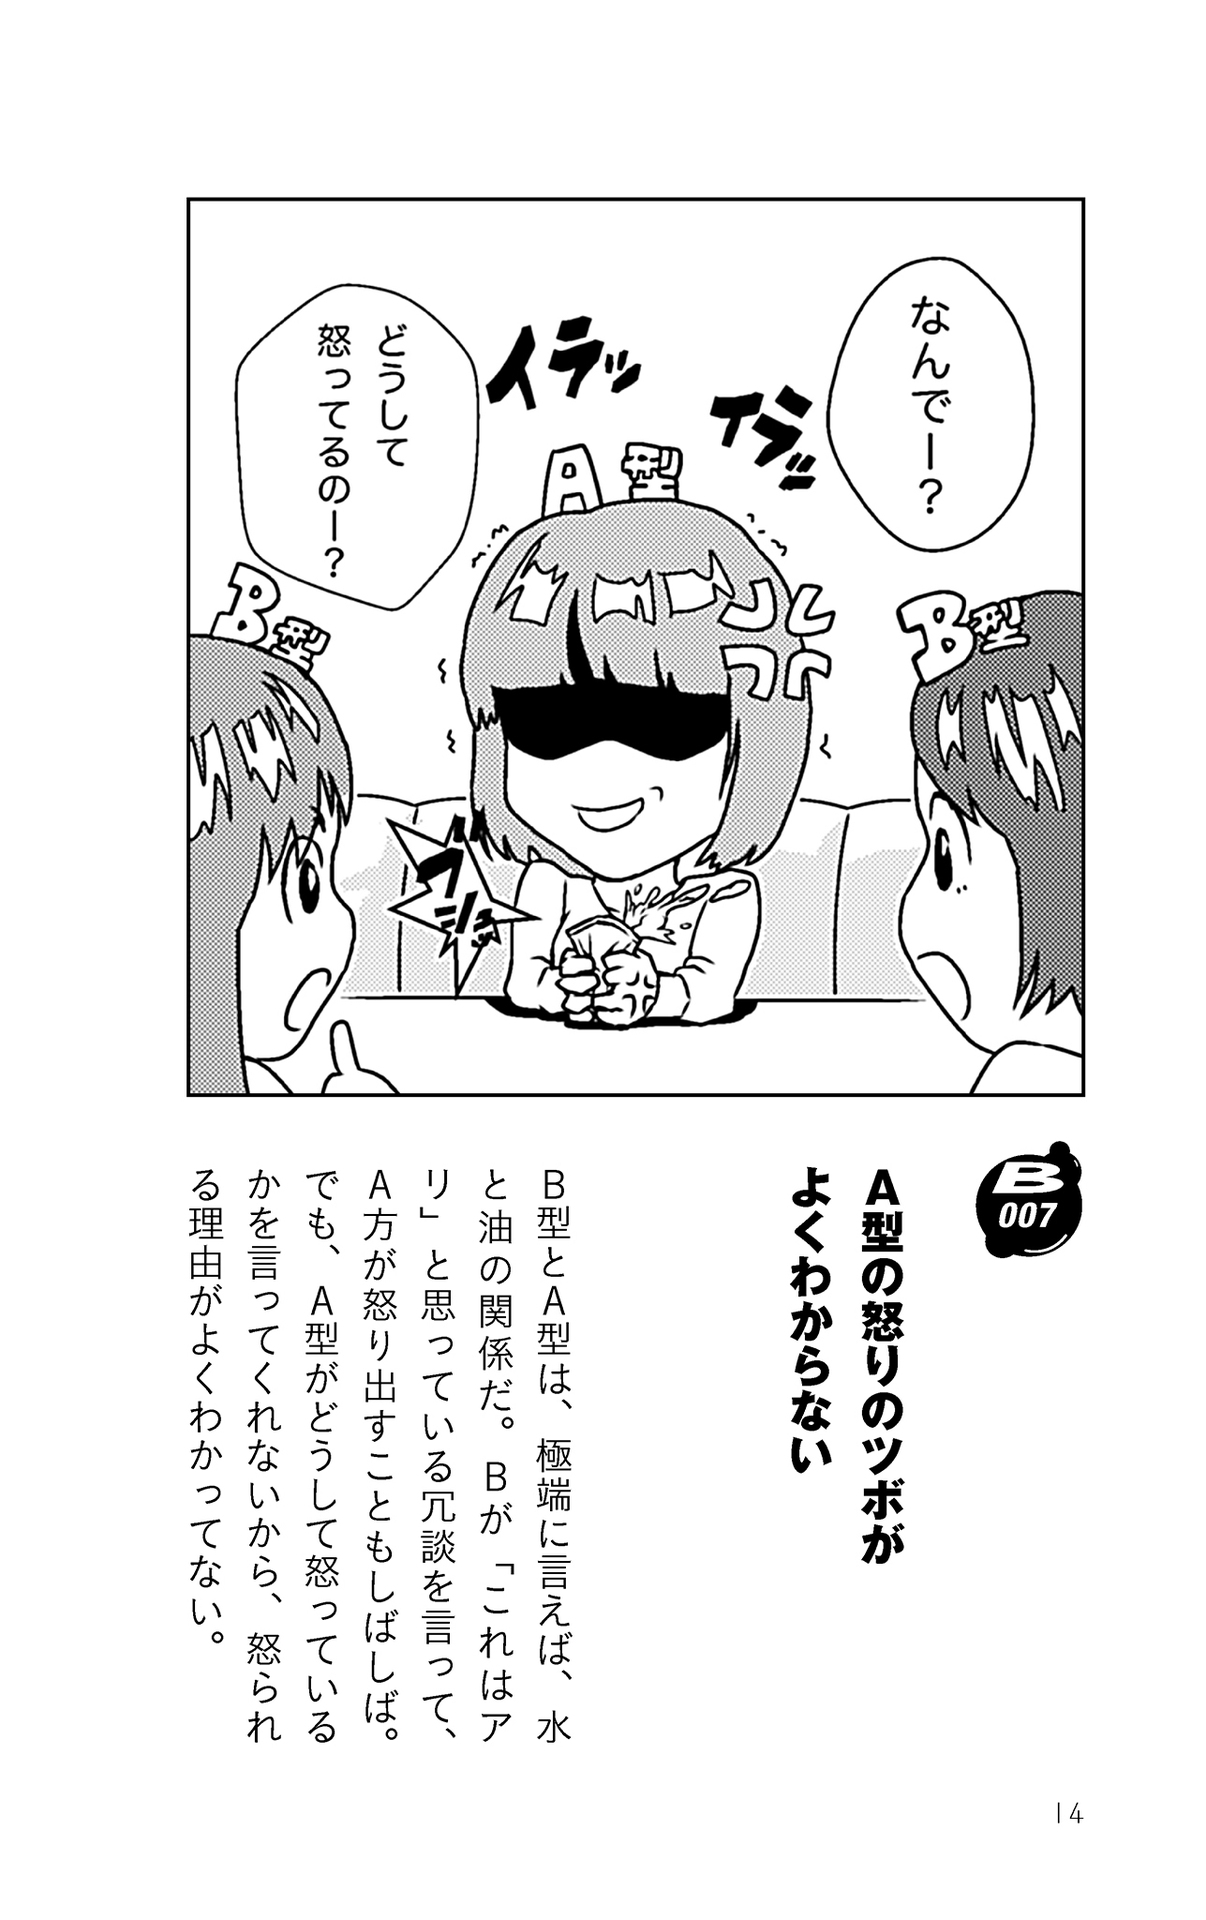 なんでー?
イラッ
イラッ
どうして
怒ってるのー?
A型
B型
B型
グシャッ
B
007
A型の怒りのツボが
よくわからない
B型とA型は、極端に言えば、水
と油の関係だ。Bが「これはア
リ」と思っている冗談を言って、
A方が怒り出すこともしばしば。
でも、A型がどうして怒っている
かを言ってくれないから、怒られ
る理由がよくわかってない。
14